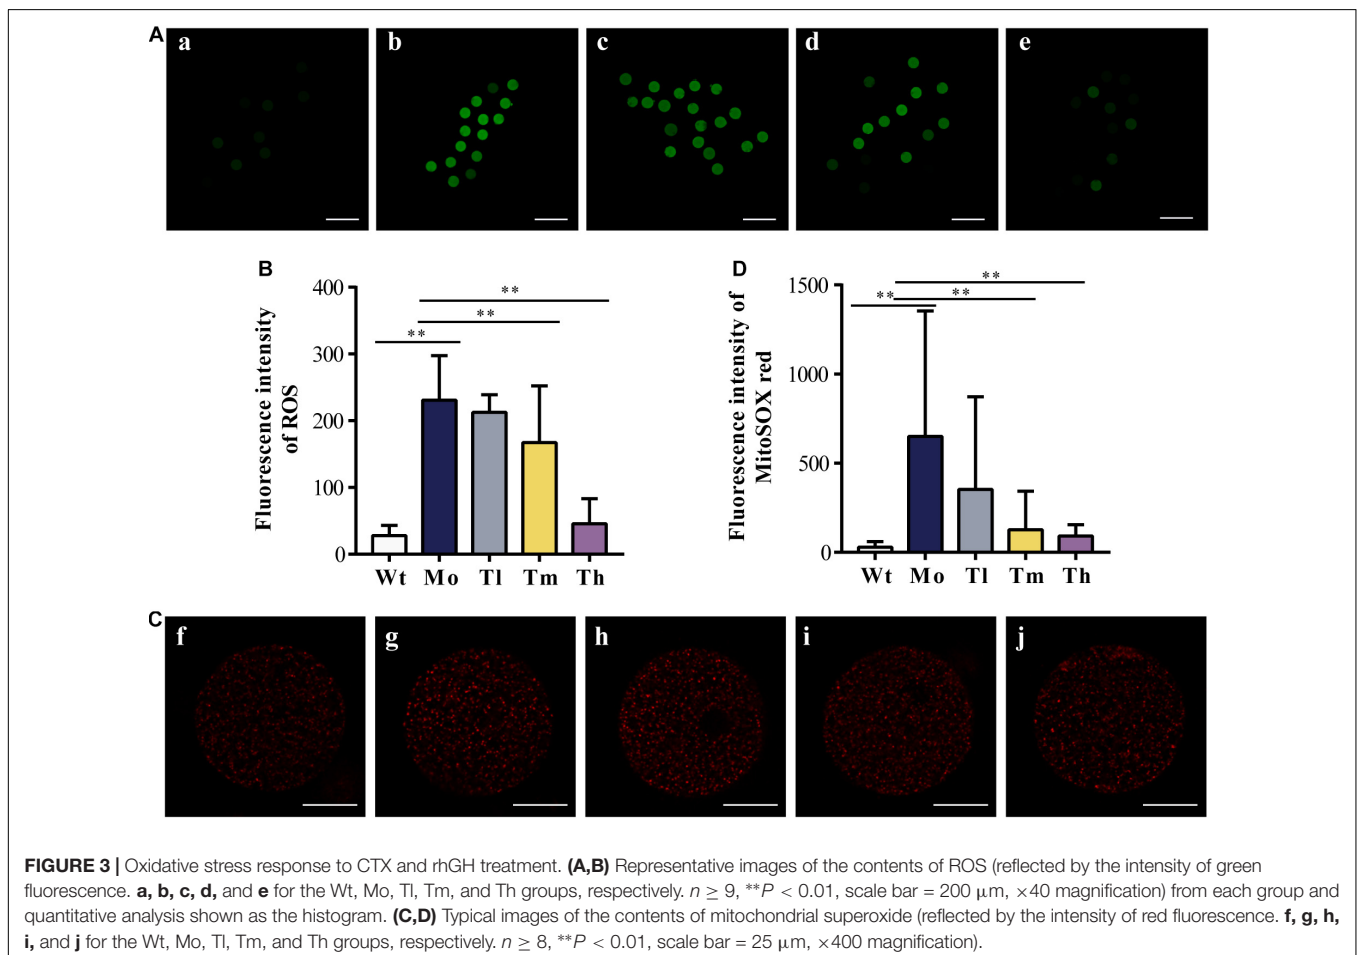 A
a
b
c
d
e
B
Fluorescence intensity
of ROS
400
300
200
100
0
**
**
**
Wt Mo Tl Tm Th
D
Fluorescence intensity of
MitoSOX red
1500
1000
500
0
**
**
**
Wt Mo Tl Tm Th
C
f
g
h
i
j
FIGURE 3 | Oxidative stress response to CTX and rhGH treatment. (A,B) Representative images of the contents of ROS (reflected by the intensity of green
fluorescence. a, b, c, d, and e for the Wt, Mo, Tl, Tm, and Th groups, respectively. n ≥ 9, **P < 0.01, scale bar = 200 μm, ×40 magnification) from each group and
quantitative analysis shown as the histogram. (C,D) Typical images of the contents of mitochondrial superoxide (reflected by the intensity of red fluorescence. f, g, h,
i, and j for the Wt, Mo, Tl, Tm, and Th groups, respectively. n ≥ 8, **P < 0.01, scale bar = 25 μm, ×400 magnification).